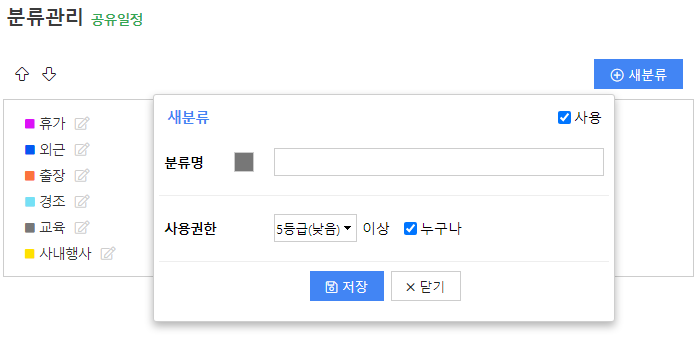 분류관리 공유일정
새분류
휴가
외근
출장
경조
교육
사내행사
새분류 사용
분류명
사용권한 5등급(낮음) 이상 누구나
저장 닫기